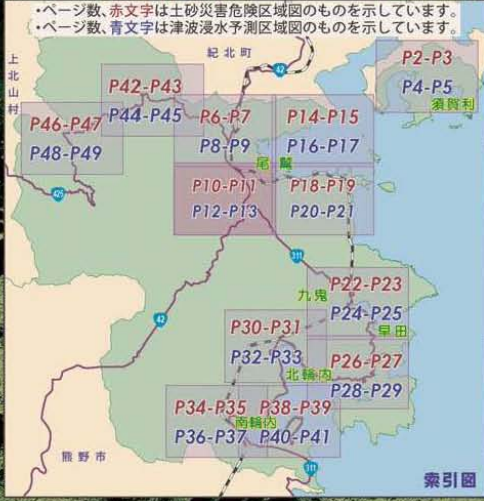 ・ページ数、赤文字は土砂災害危険区域図のものを示しています。
・ページ数、青文字は津波浸水予測区域図のものを示しています。
上北山村
紀北町
42
P2-P3
P4-P5
須賀利
P42-P43
P44-P45
P6-P7
P8-P9
P14-P15
P16-P17
P46-P47
P48-P49
尾鷲
425
P10-P11
P12-P13
P18-P19
P20-P21
311
九鬼
P22-P23
P24-P25
早田
42
P30-P31
P32-P33
P26-P27
P28-P29
北輪内
P34-P35
P36-P37
P38-P39
P40-P41
南輪内
熊野市
311
索引図